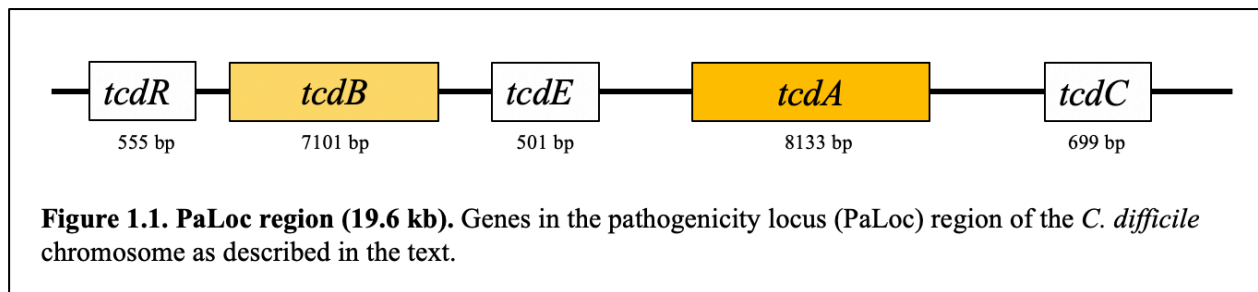 tcdR tcdB tcdE tcdA tcdC
555 bp 7101 bp 501 bp 8133 bp 699 bp
Figure 1.1. PaLoc region (19.6 kb). Genes in the pathogenicity locus (PaLoc) region of the C. difficile
chromosome as described in the text.